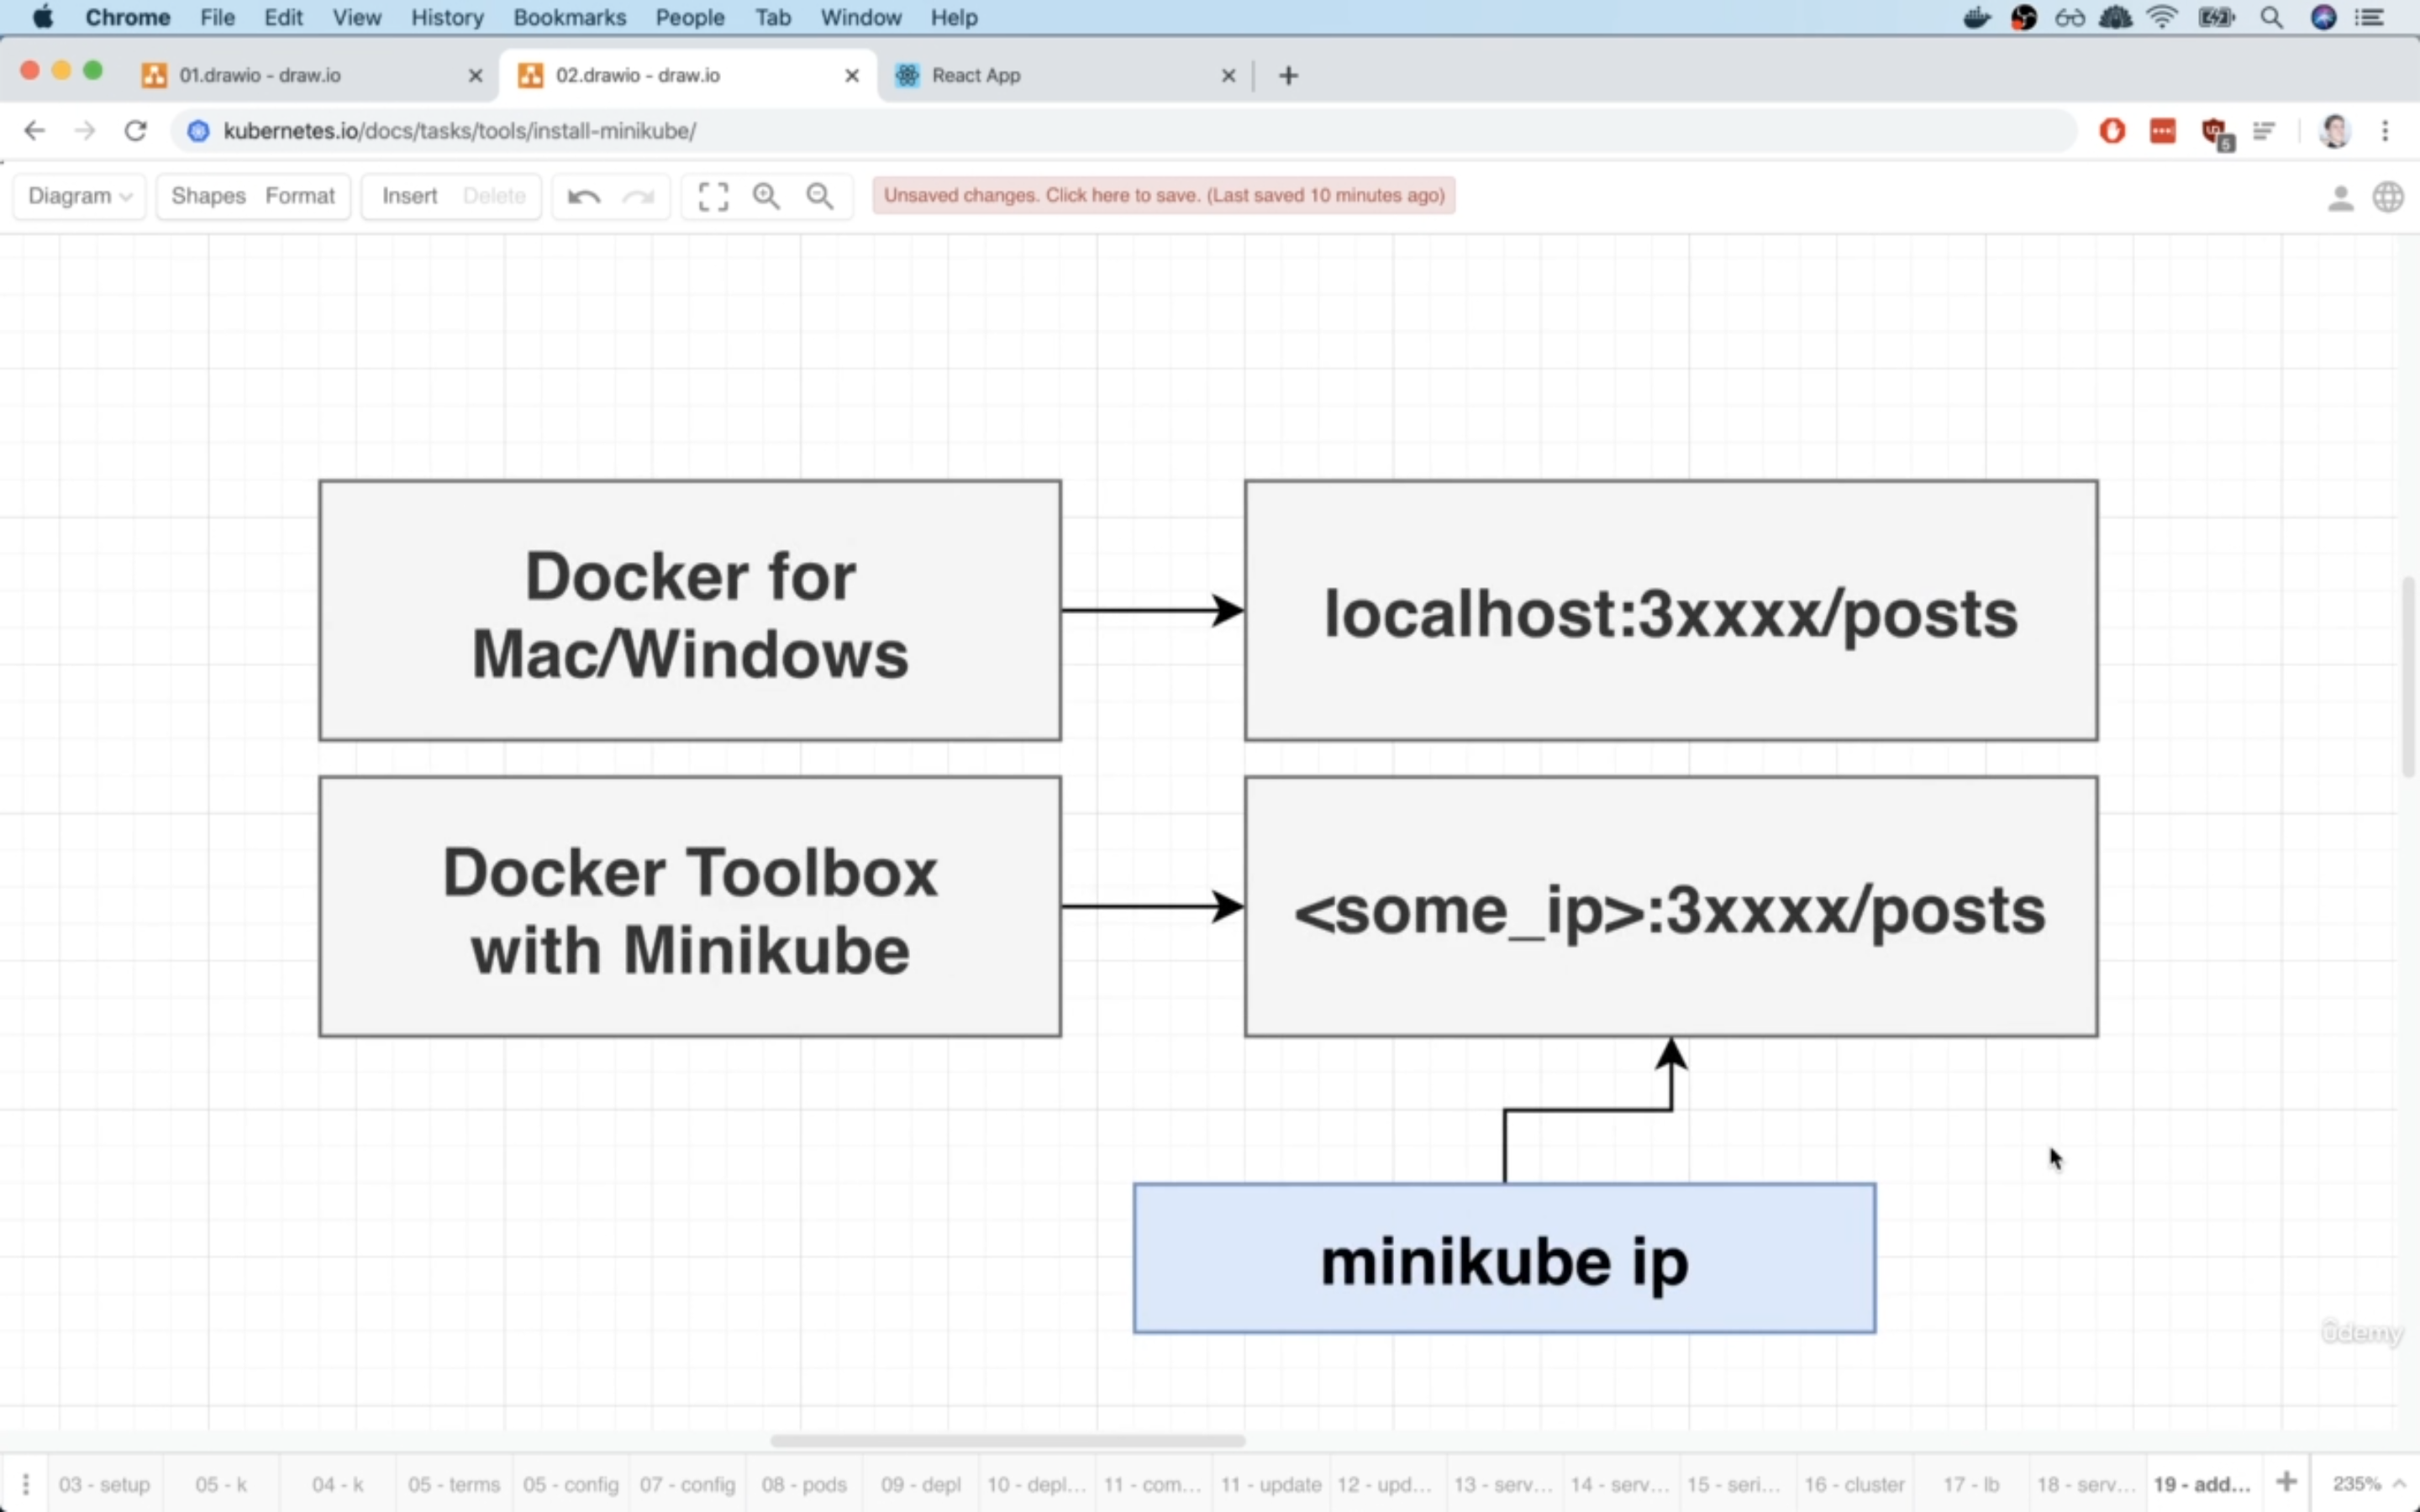 Chrome File Edit View History Bookmarks People Tab Window Help
01.drawio - draw.io
02.drawio - draw.io
React App
kubernetes.io/docs/tasks/tools/install-minikube/
5
Diagram Shapes Format Insert Delete Unsaved changes. Click here to save. (Last saved 10 minutes ago)
Docker for
Mac/Windows
localhost:3xxxx/posts
Docker Toolbox
with Minikube
<some_ip>:3xxxx/posts
minikube ip
ûdemy
03 - setup 05 - k 04 - k 05 - terms 05 - config 07 - config 08 - pods 09 - depl 10 - depl... 11 - com... 11 - update 12 - upd... 13 - serv... 14 - serv... 15 - seri... 16 - cluster 17 - lb 18 - serv... 19 - add... 235%